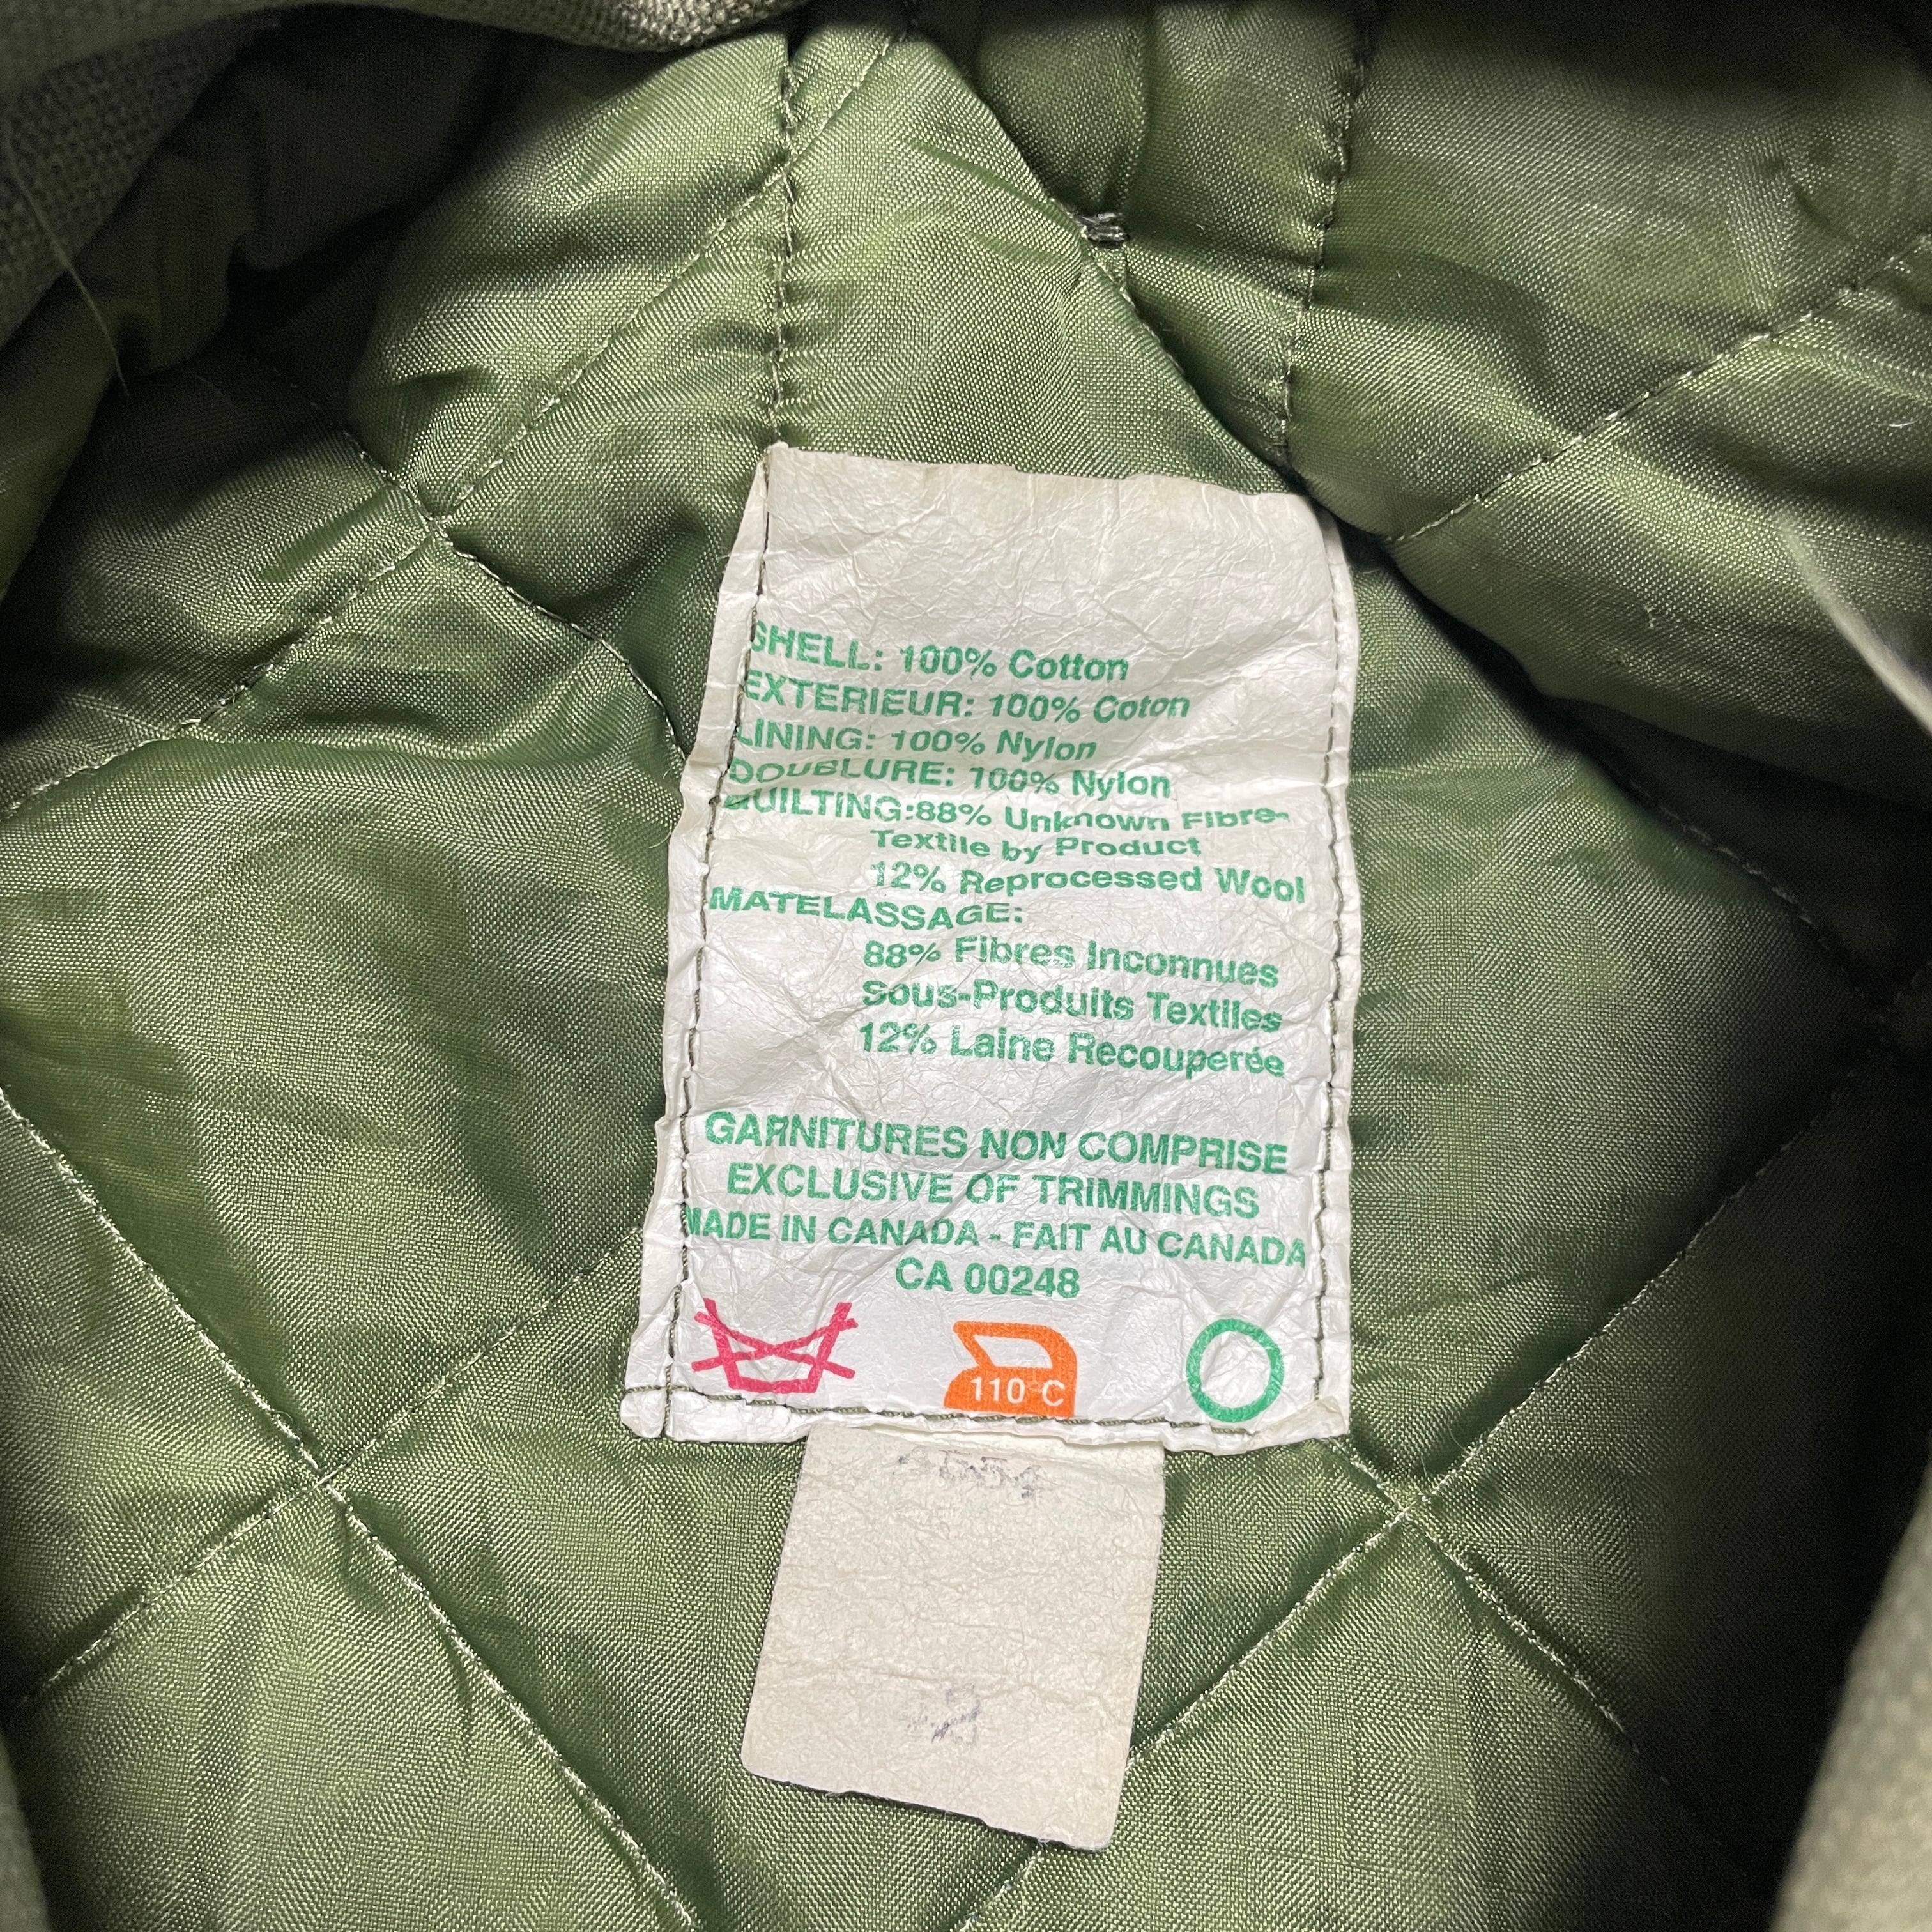 SHELL: 100% Cotton
EXTERIEUR: 100% Coton
LINING: 100% Nylon
DOUBLURE: 100% Nylon
QUILTING:88% Unknown Fibre-
Textile by Product
12% Reprocessed Wool
MATELASSAGE:
88% Fibres Inconnues
Sous-Produits Textiles
12% Laine Recouperée
GARNITURES NON COMPRISE
EXCLUSIVE OF TRIMMINGS
MADE IN CANADA - FAIT AU CANADA
CA 00248
110°C